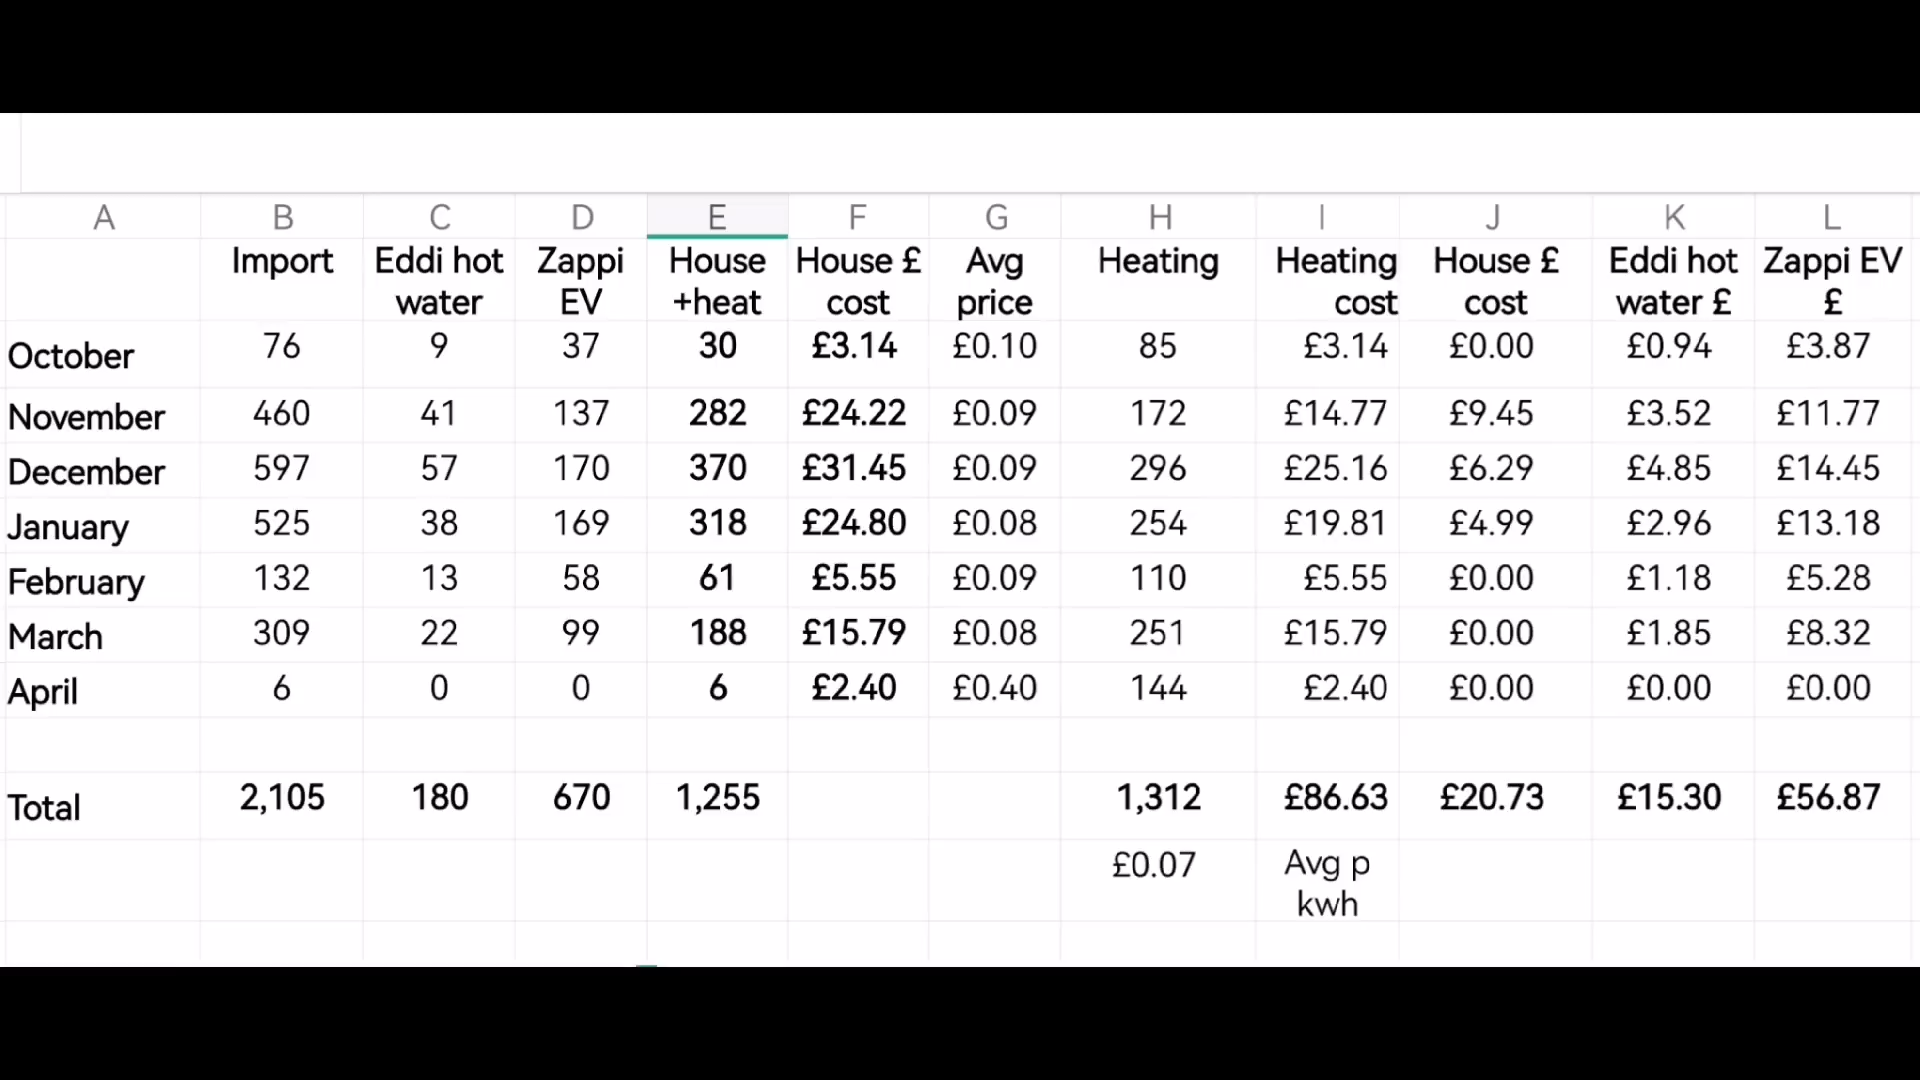 A B C D E F G H I J K L
Import Eddi hot water Zappi EV House +heat House £ cost Avg price Heating Heating cost House £ cost Eddi hot water £ Zappi EV £
October 76 9 37 30 £3.14 £0.10 85 £3.14 £0.00 £0.94 £3.87
November 460 41 137 282 £24.22 £0.09 172 £14.77 £9.45 £3.52 £11.77
December 597 57 170 370 £31.45 £0.09 296 £25.16 £6.29 £4.85 £14.45
January 525 38 169 318 £24.80 £0.08 254 £19.81 £4.99 £2.96 £13.18
February 132 13 58 61 £5.55 £0.09 110 £5.55 £0.00 £1.18 £5.28
March 309 22 99 188 £15.79 £0.08 251 £15.79 £0.00 £1.85 £8.32
April 6 0 0 6 £2.40 £0.40 144 £2.40 £0.00 £0.00 £0.00
Total 2,105 180 670 1,255 1,312 £86.63 £20.73 £15.30 £56.87
£0.07 Avg p kwh